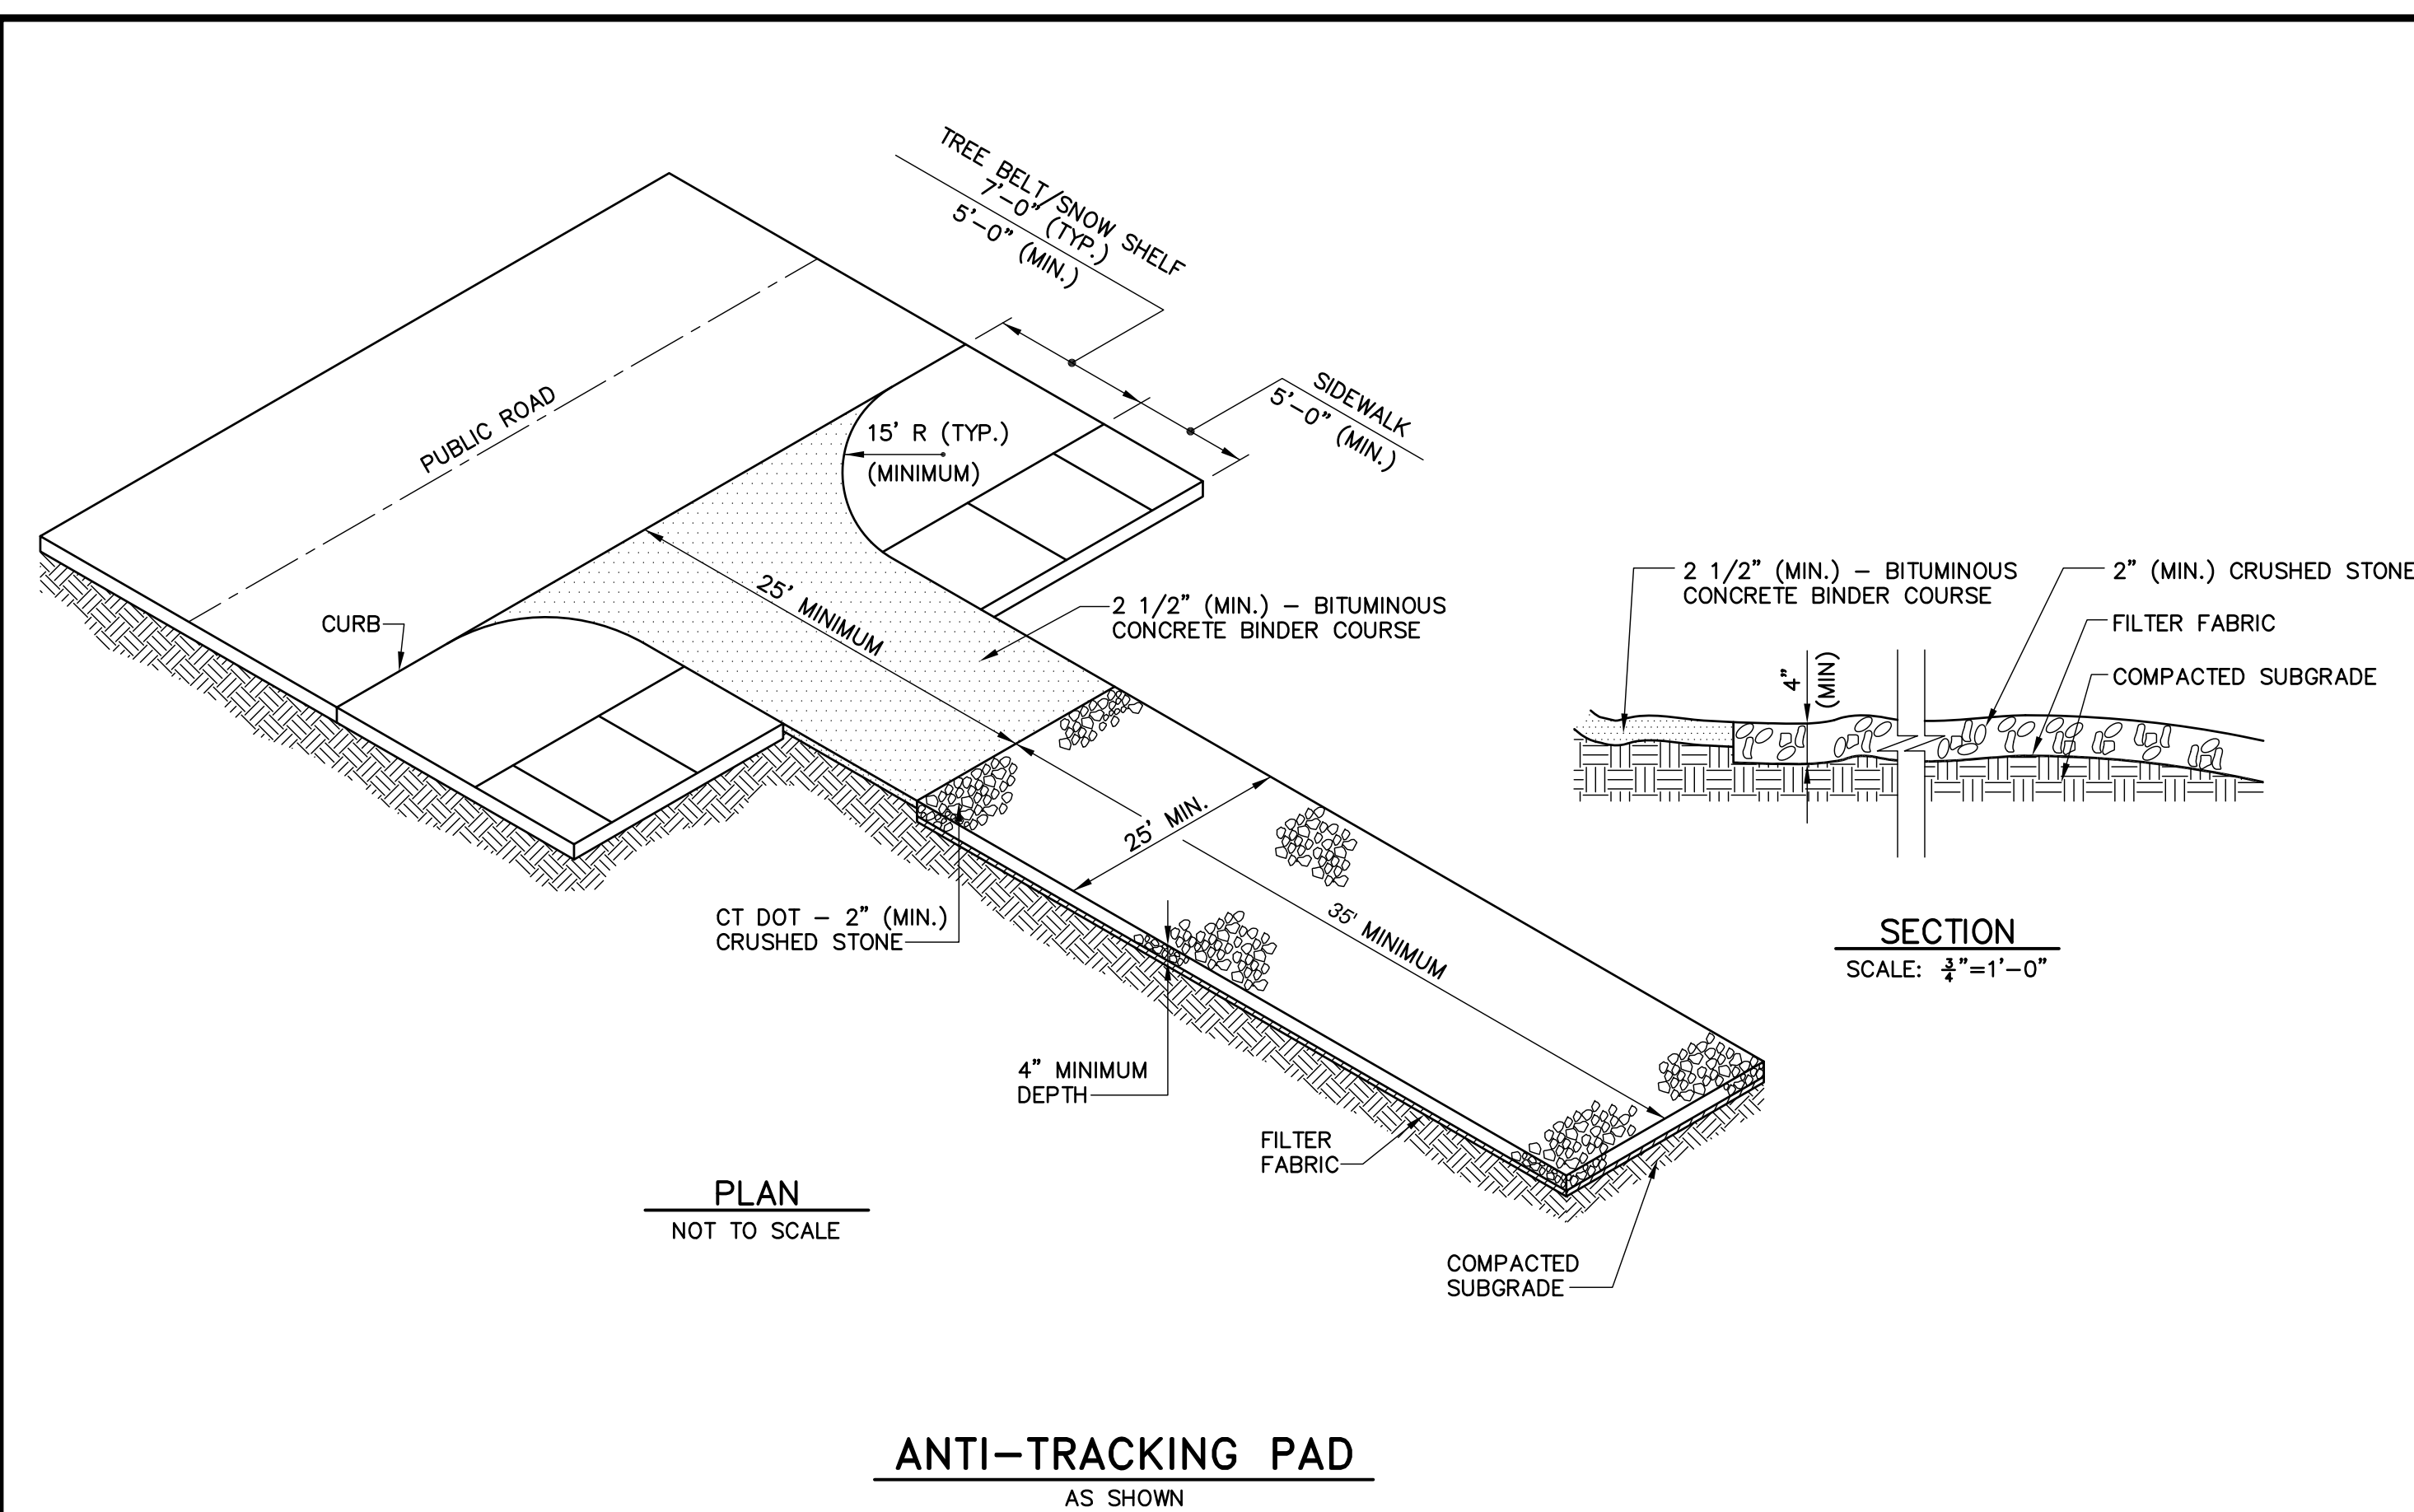 TREE BELT/SNOW SHELF
7'-0" (TYP.)
5'-0" (MIN.)
SIDEWALK
5'-0" (MIN.)
PUBLIC ROAD
15' R (TYP.)
(MINIMUM)
CURB
25' MINIMUM
2 1/2" (MIN.) – BITUMINOUS
CONCRETE BINDER COURSE
25' MIN.
35' MINIMUM
CT DOT – 2" (MIN.)
CRUSHED STONE
4" MINIMUM
DEPTH
FILTER
FABRIC
COMPACTED
SUBGRADE
PLAN
NOT TO SCALE
2 1/2" (MIN.) – BITUMINOUS
CONCRETE BINDER COURSE
2" (MIN.) CRUSHED STONE
FILTER FABRIC
COMPACTED SUBGRADE
4"
(MIN)
SECTION
SCALE: 3/4"=1'-0"
ANTI-TRACKING PAD
AS SHOWN